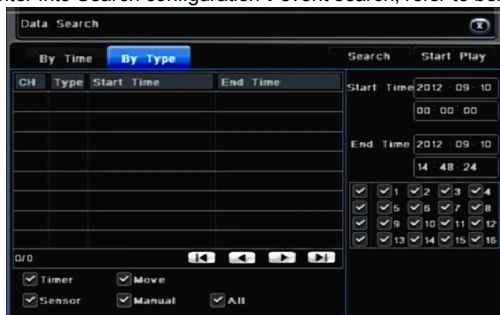 Data Search
By Time By Type Search Start Play
CH Type Start Time End Time
Start Time 2012 - 09 - 10
00 : 00 : 00
End Time 2012 - 09 - 10
14 : 48 : 24
1 2 3 4
5 6 7 8
9 10 11 12
13 14 15 16
0/0
Timer Move
Sensor Manual All